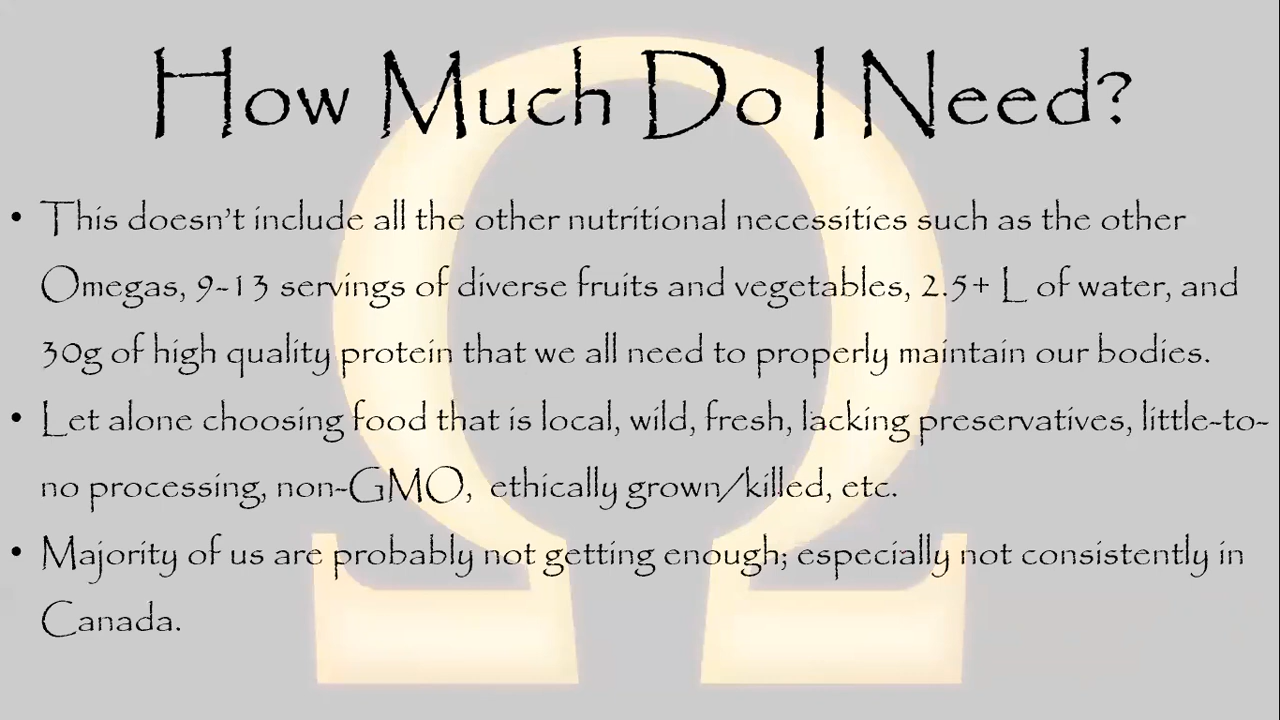 How Much Do I Need?
• This doesn't include all the other nutritional necessities such as the other
Omegas, 9-13 servings of diverse fruits and vegetables, 2.5+ L of water, and
30g of high quality protein that we all need to properly maintain our bodies.
• Let alone choosing food that is local, wild, fresh, lacking preservatives, little-to-
no processing, non-GMO, ethically grown/killed, etc.
• Majority of us are probably not getting enough; especially not consistently in
Canada.